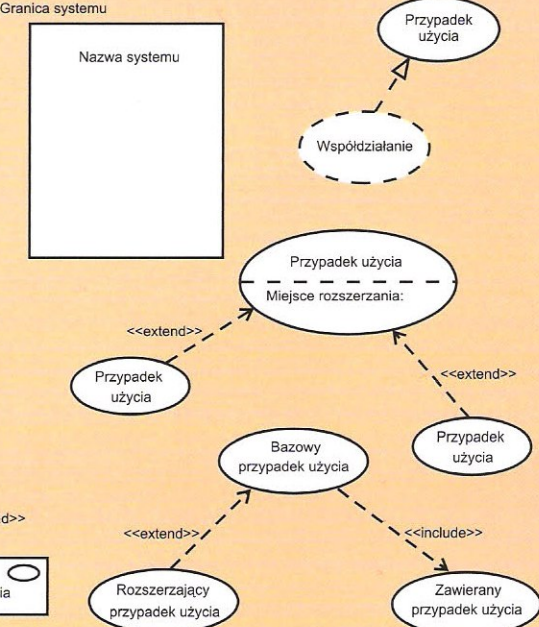 Granica systemu
Nazwa systemu
Przypadek
użycia
Współdziałanie
Przypadek użycia
Miejsce rozszerzania:
<<extend>>
Przypadek
użycia
<<extend>>
Przypadek
użycia
Bazowy
przypadek użycia
<<extend>>
<<include>>
Rozszerzający
przypadek użycia
Zawierany
przypadek użycia